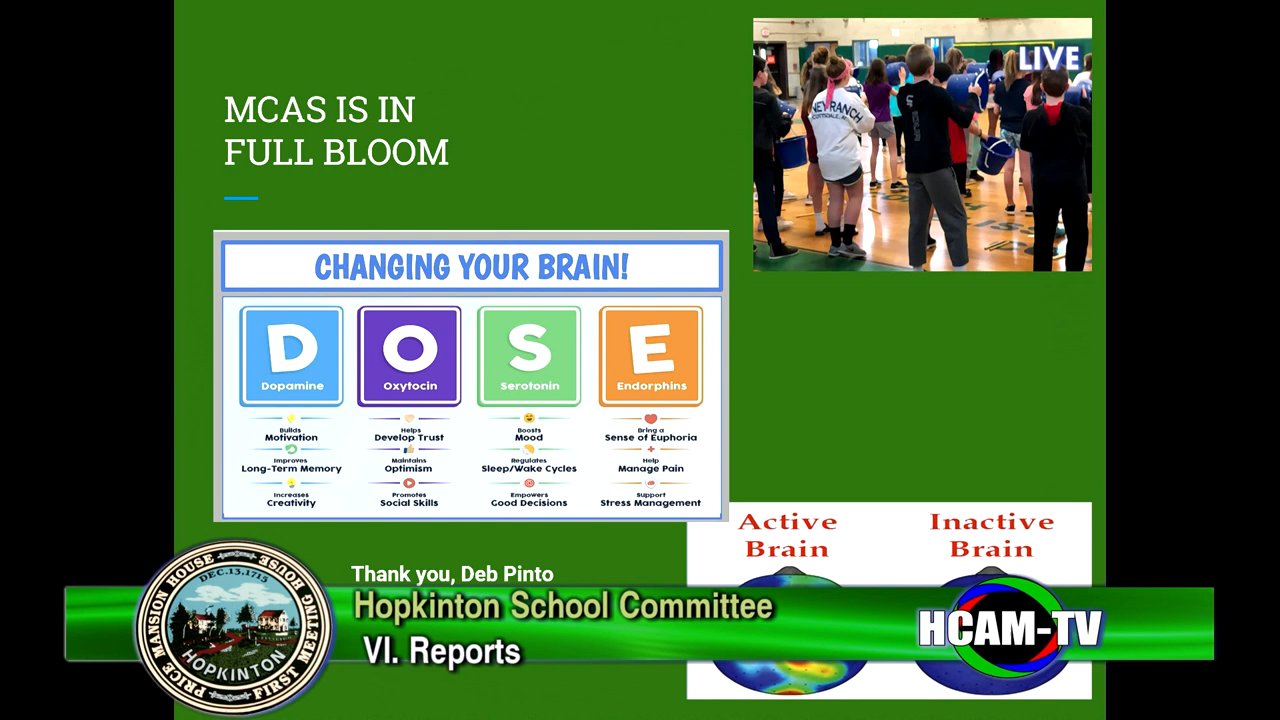 MCAS IS IN
FULL BLOOM
LIVE
NEY RANCH
CHANGING YOUR BRAIN!
D
Dopamine
Builds
Motivation
Improves
Long-Term Memory
Increases
Creativity
O
Oxytocin
Helps
Develop Trust
Maintains
Optimism
Promotes
Social Skills
S
Serotonin
Boosts
Mood
Regulates
Sleep/Wake Cycles
Empowers
Good Decisions
E
Endorphins
Bring a
Sense of Euphoria
Help
Manage Pain
Support
Stress Management
Active
Brain
Inactive
Brain
Thank you, Deb Pinto
Hopkinton School Committee
VI. Reports
PRICE MANSION HOUSE
FIRST MEETING HOUSE
DEC.13.1715
HOPKINTON
HCAM-TV